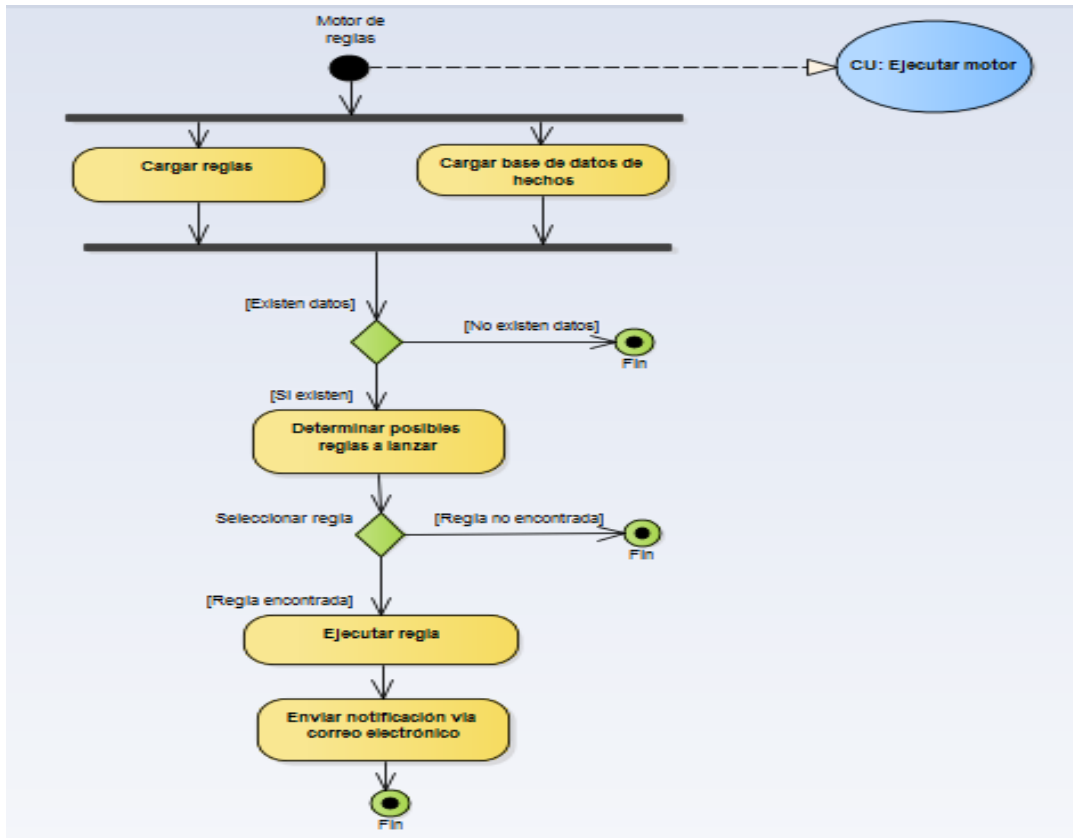 Motor de
reglas
CU: Ejecutar motor
Cargar reglas
Cargar base de datos de
hechos
[Existen datos]
[No existen datos]
Fin
[Si existen]
Determinar posibles
reglas a lanzar
Seleccionar regla
[Regla no encontrada]
Fin
[Regla encontrada]
Ejecutar regla
Enviar notificación via
correo electrónico
Fin